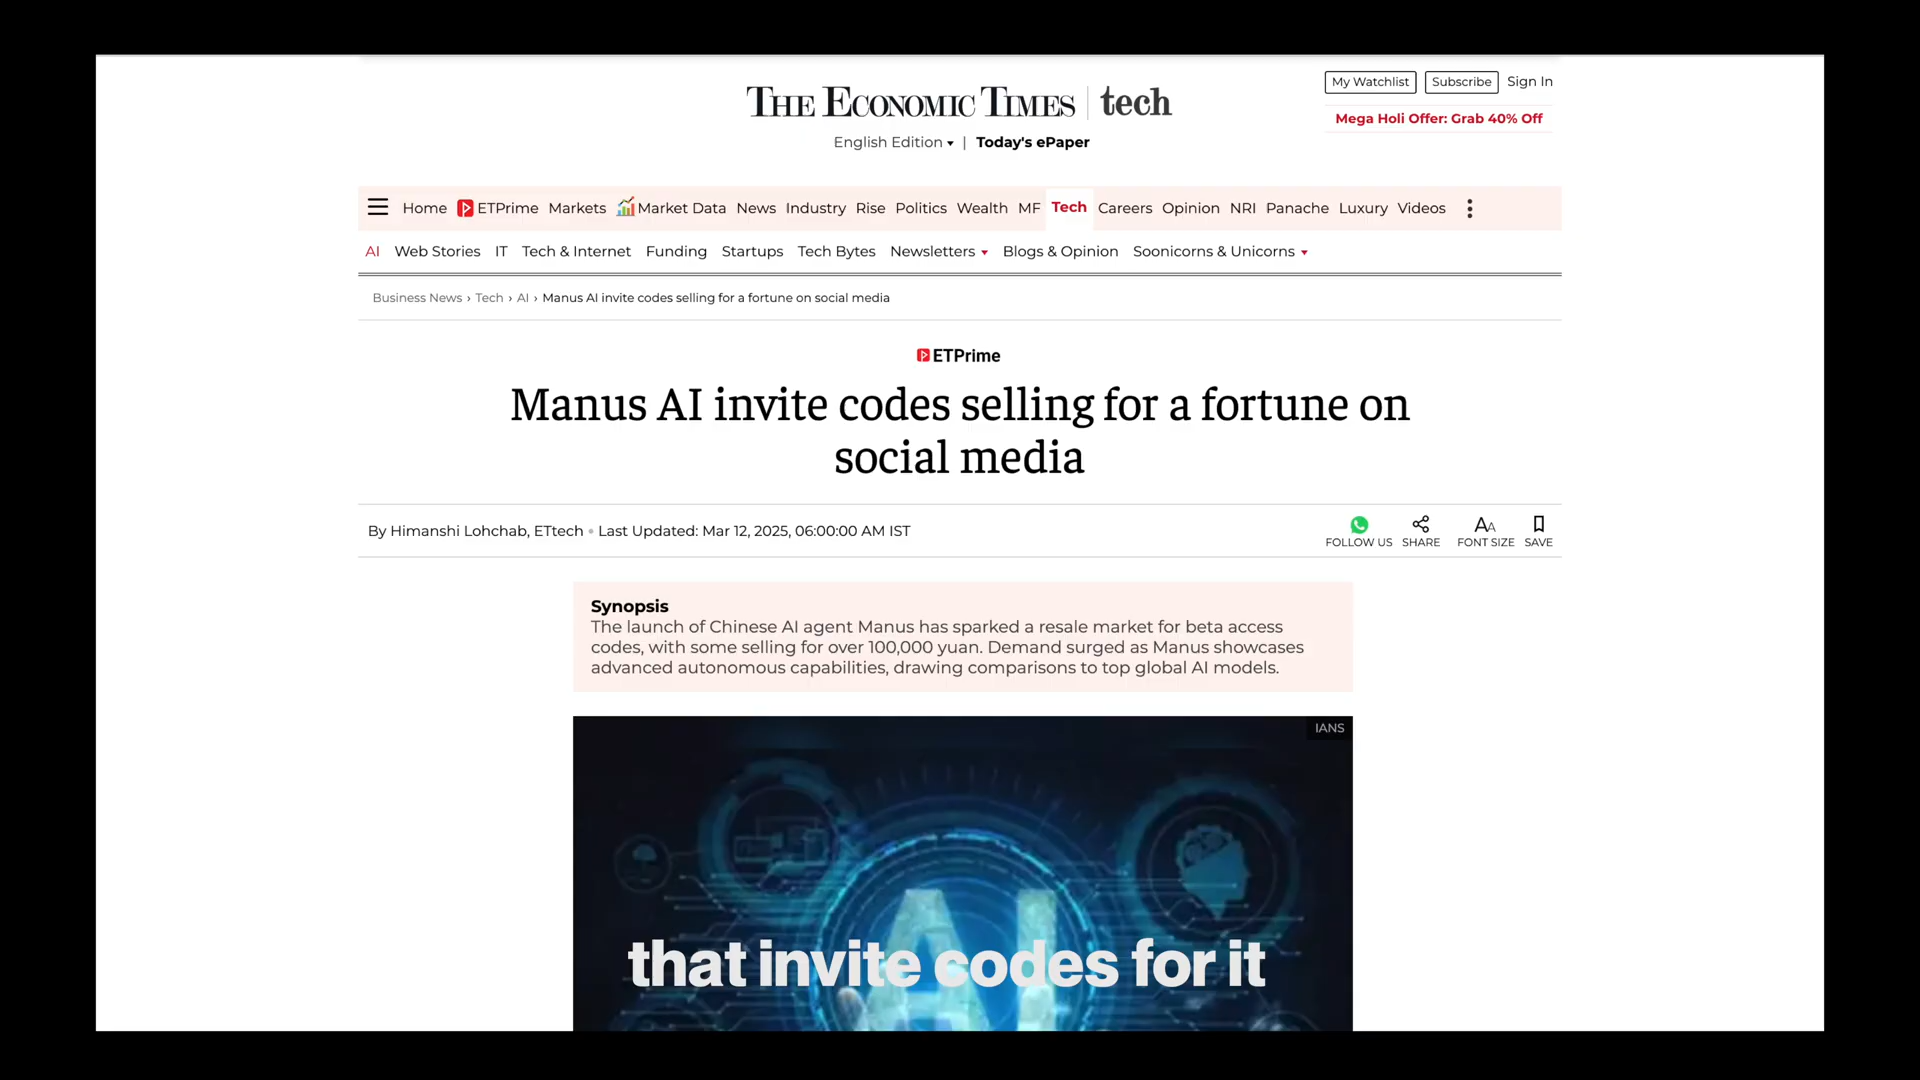 THE ECONOMIC TIMES | tech
My Watchlist Subscribe Sign In
Mega Holi Offer: Grab 40% Off
English Edition ▾ | Today's ePaper
Home ETPrime Markets Market Data News Industry Rise Politics Wealth MF Tech Careers Opinion NRI Panache Luxury Videos
AI Web Stories IT Tech & Internet Funding Startups Tech Bytes Newsletters ▾ Blogs & Opinion Soonicorns & Unicorns ▾
Business News › Tech › AI › Manus AI invite codes selling for a fortune on social media
ETPrime
Manus AI invite codes selling for a fortune on
social media
By Himanshi Lohchab, ETtech • Last Updated: Mar 12, 2025, 06:00:00 AM IST
FOLLOW US SHARE FONT SIZE SAVE
Synopsis
The launch of Chinese AI agent Manus has sparked a resale market for beta access
codes, with some selling for over 100,000 yuan. Demand surged as Manus showcases
advanced autonomous capabilities, drawing comparisons to top global AI models.
IANS
AI
that invite codes for it